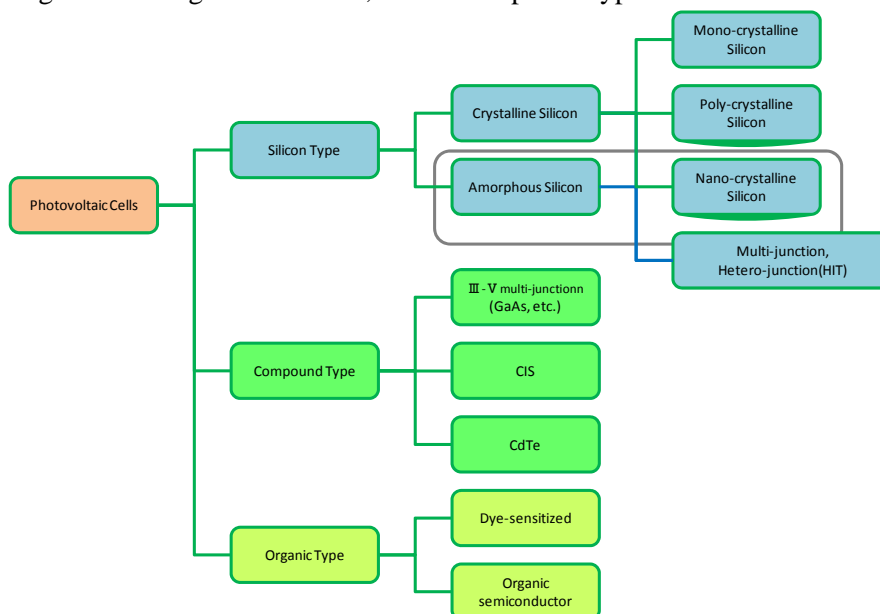 Mono-crystalline
Silicon
Crystalline Silicon
Poly-crystalline
Silicon
Silicon Type
Amorphous Silicon
Nano-crystalline
Silicon
Photovoltaic Cells
Multi-junction,
Hetero-junction(HIT)
Ⅲ-Ⅴ multi-junctionn
(GaAs, etc.)
Compound Type
CIS
CdTe
Dye-sensitized
Organic Type
Organic
semiconductor